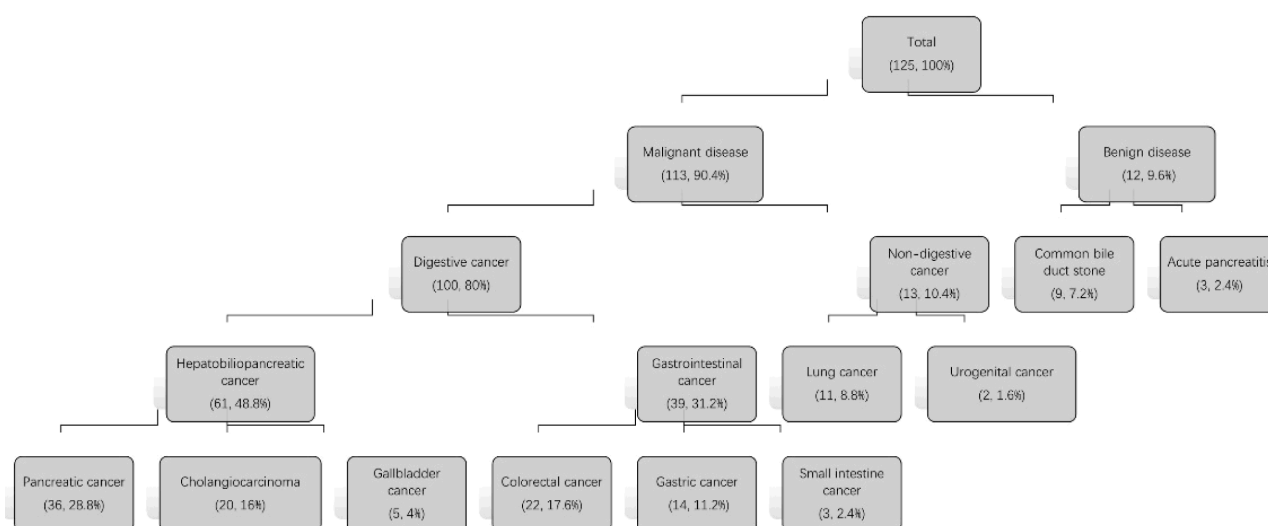 Total
(125, 100%)
Malignant disease
(113, 90.4%)
Benign disease
(12, 9.6%)
Digestive cancer
(100, 80%)
Non-digestive
cancer
(13, 10.4%)
Common bile
duct stone
(9, 7.2%)
Acute pancreatitis
(3, 2.4%)
Hepatobiliopancreatic
cancer
(61, 48.8%)
Gastrointestinal
cancer
(39, 31.2%)
Lung cancer
(11, 8.8%)
Urogenital cancer
(2, 1.6%)
Pancreatic cancer
(36, 28.8%)
Cholangiocarcinoma
(20, 16%)
Gallbladder
cancer
(5, 4%)
Colorectal cancer
(22, 17.6%)
Gastric cancer
(14, 11.2%)
Small intestine
cancer
(3, 2.4%)